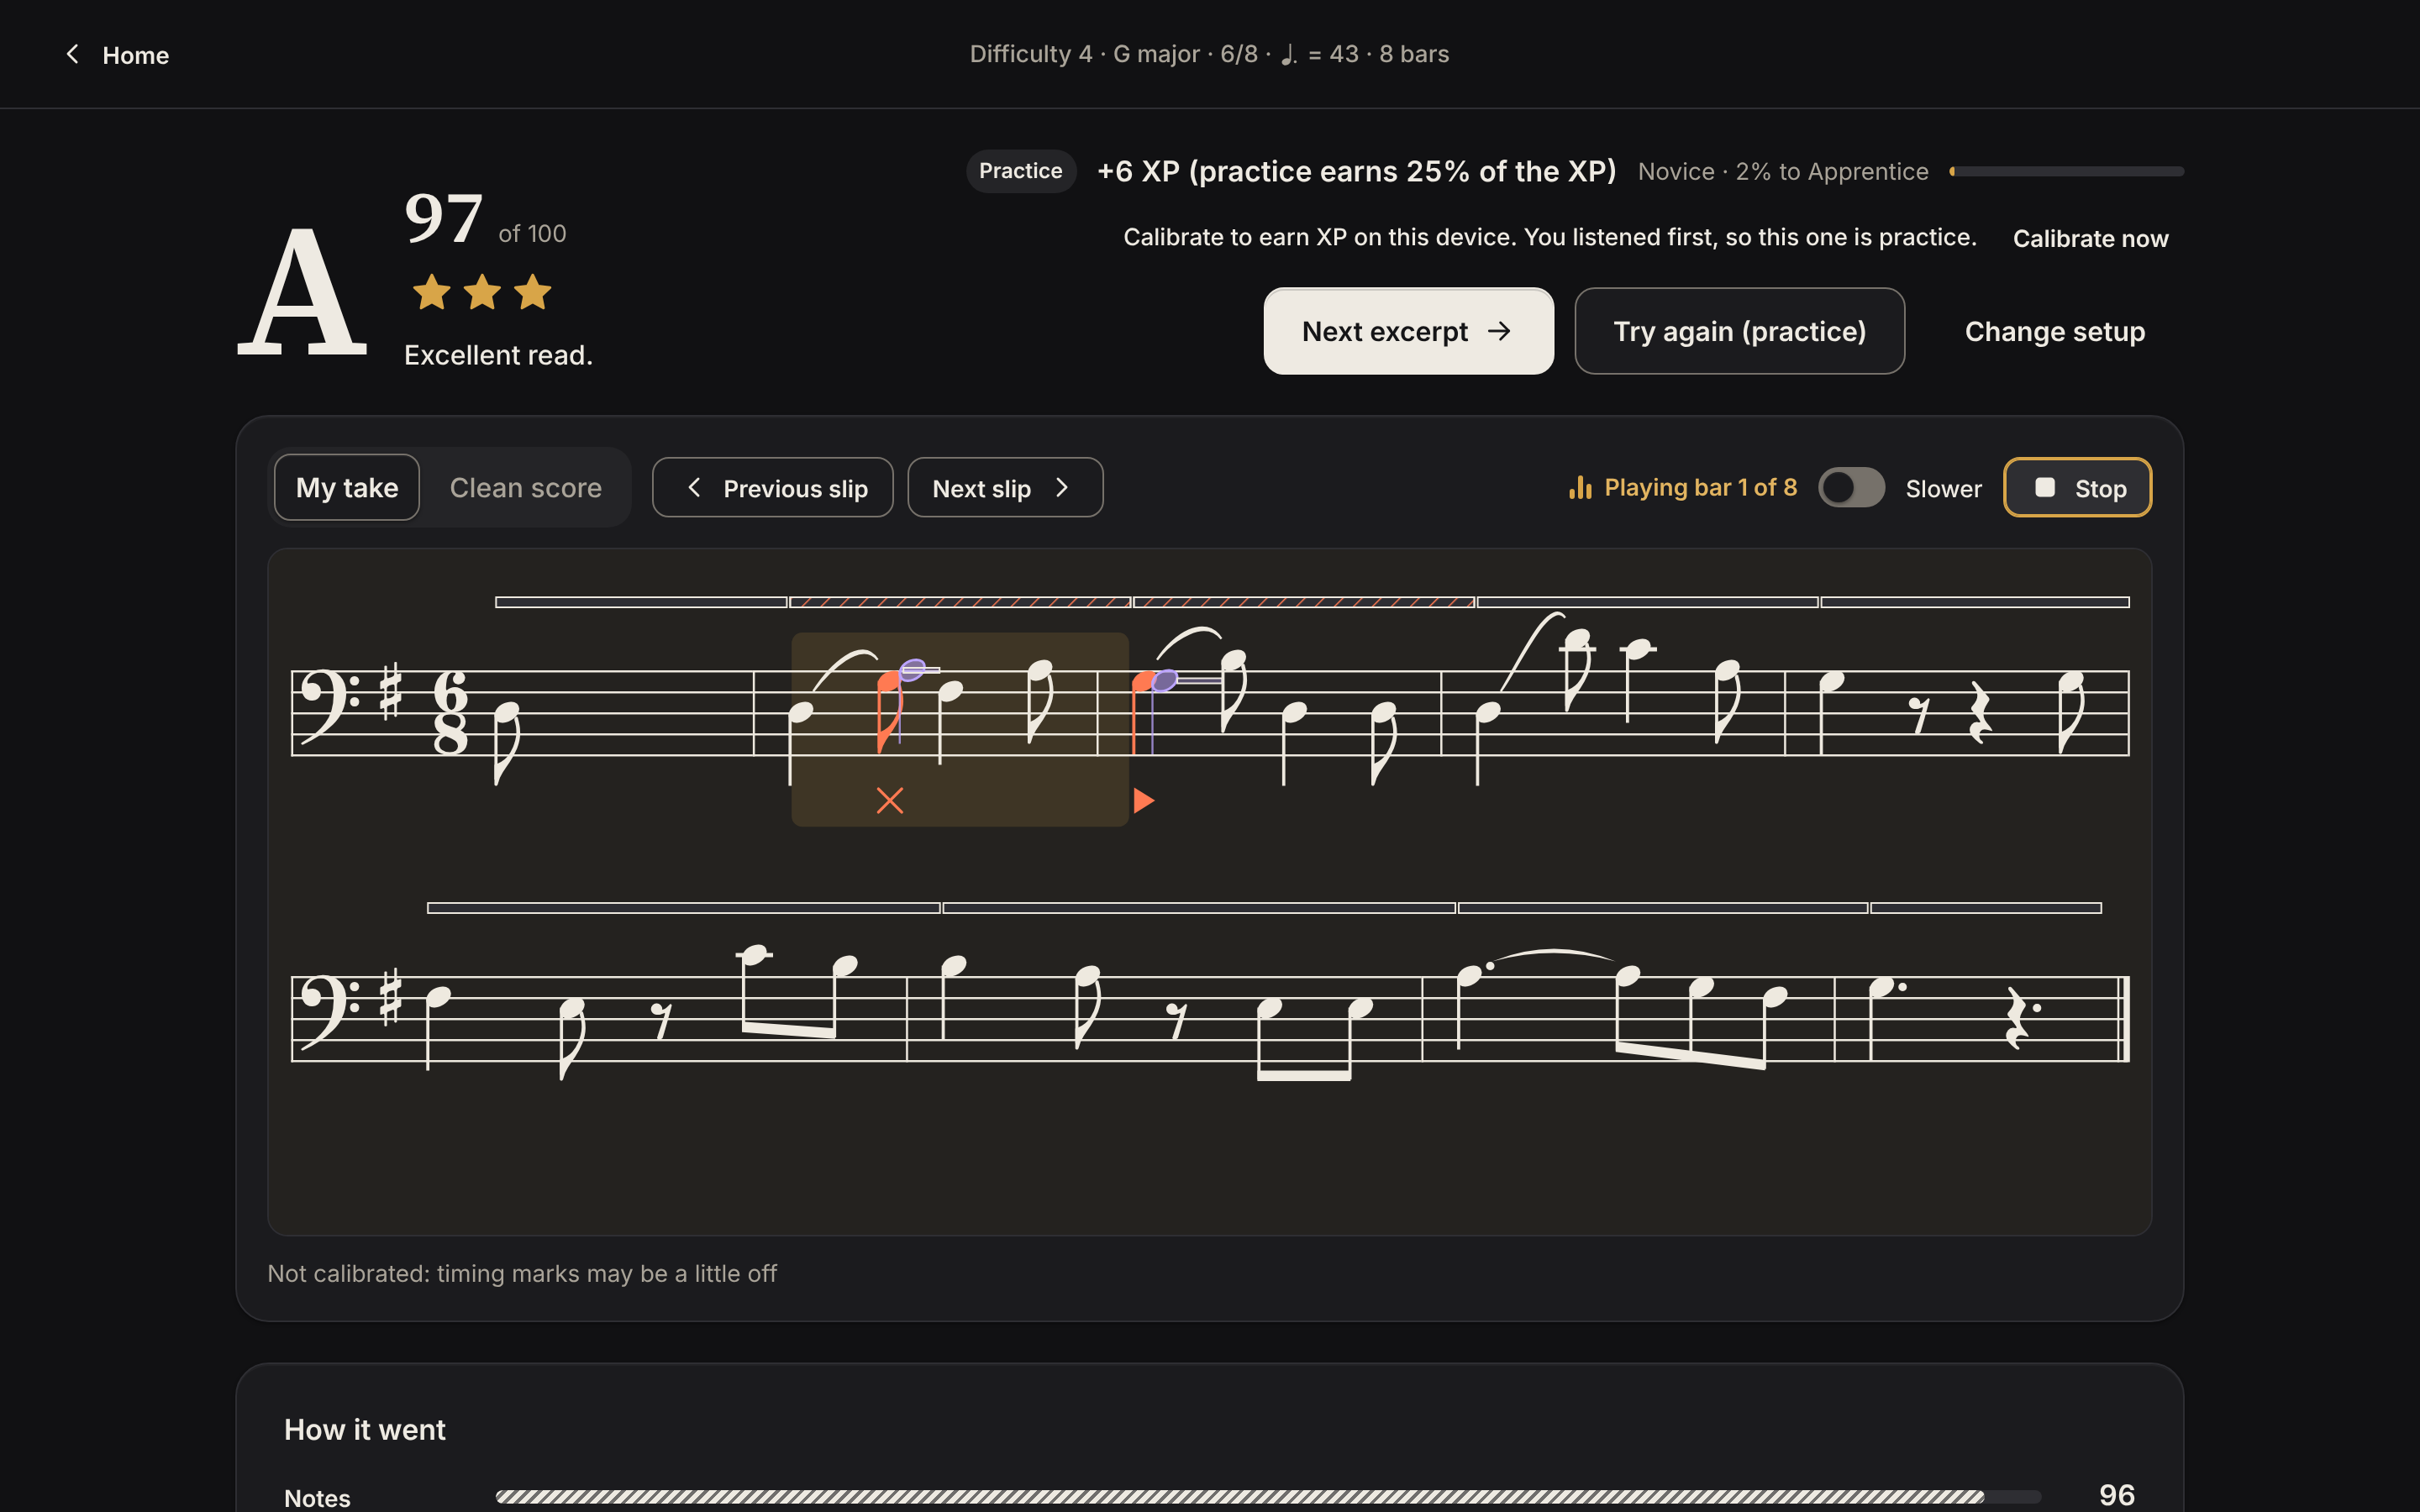 Home
Difficulty 4 · G major · 6/8 · ♩. = 43 · 8 bars
Practice +6 XP (practice earns 25% of the XP) Novice · 2% to Apprentice
Calibrate to earn XP on this device. You listened first, so this one is practice. Calibrate now
A
97 of 100
Excellent read.
Next excerpt → Try again (practice) Change setup
My take Clean score Previous slip Next slip Playing bar 1 of 8 Slower Stop
6
8
Not calibrated: timing marks may be a little off
How it went
Notes 96